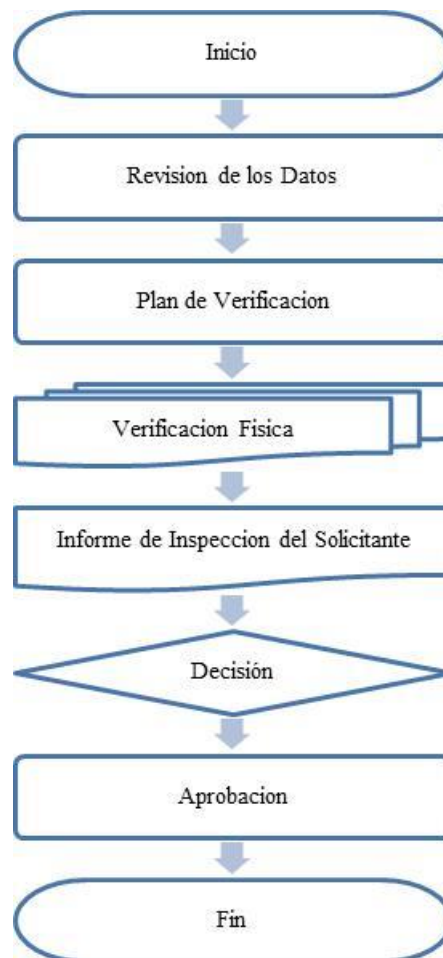 Inicio
Revision de los Datos
Plan de Verificacion
Verificacion Fisica
Informe de Inspeccion del Solicitante
Decisión
Aprobacion
Fin